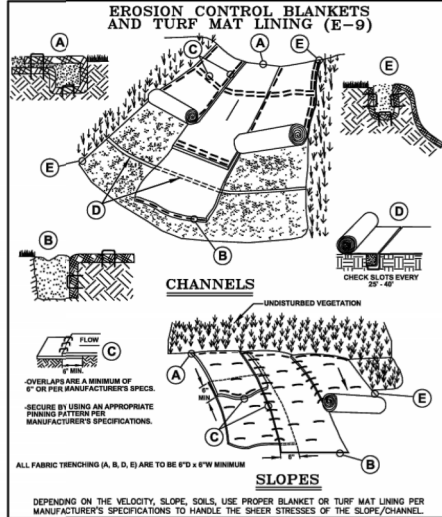 EROSION CONTROL BLANKETS
AND TURF MAT LINING (E-9)
A
C
A
E
E
E
D
B
B
D
CHECK SLOTS EVERY
25' - 40'
CHANNELS
UNDISTURBED VEGETATION
FLOW
6" MIN.
C
-OVERLAPS ARE A MINIMUM OF
6" OR PER MANUFACTURER'S SPECS.
-SECURE BY USING AN APPROPRIATE
PINNING PATTERN PER
MANUFACTURER'S SPECIFICATIONS.
A
6"
MIN.
C
E
6"
B
ALL FABRIC TRENCHING (A, B, D, E) ARE TO BE 6"D x 6"W MINIMUM
SLOPES
DEPENDNG ON THE VELOCITY, SLOPE, SOILS, USE PROPER BLANKET OR TURF MAT LINING PER
MANUFACTURER'S SPECIFICATIONS TO HANDLE THE SHEER STRESSES OF THE SLOPE/CHANNEL.